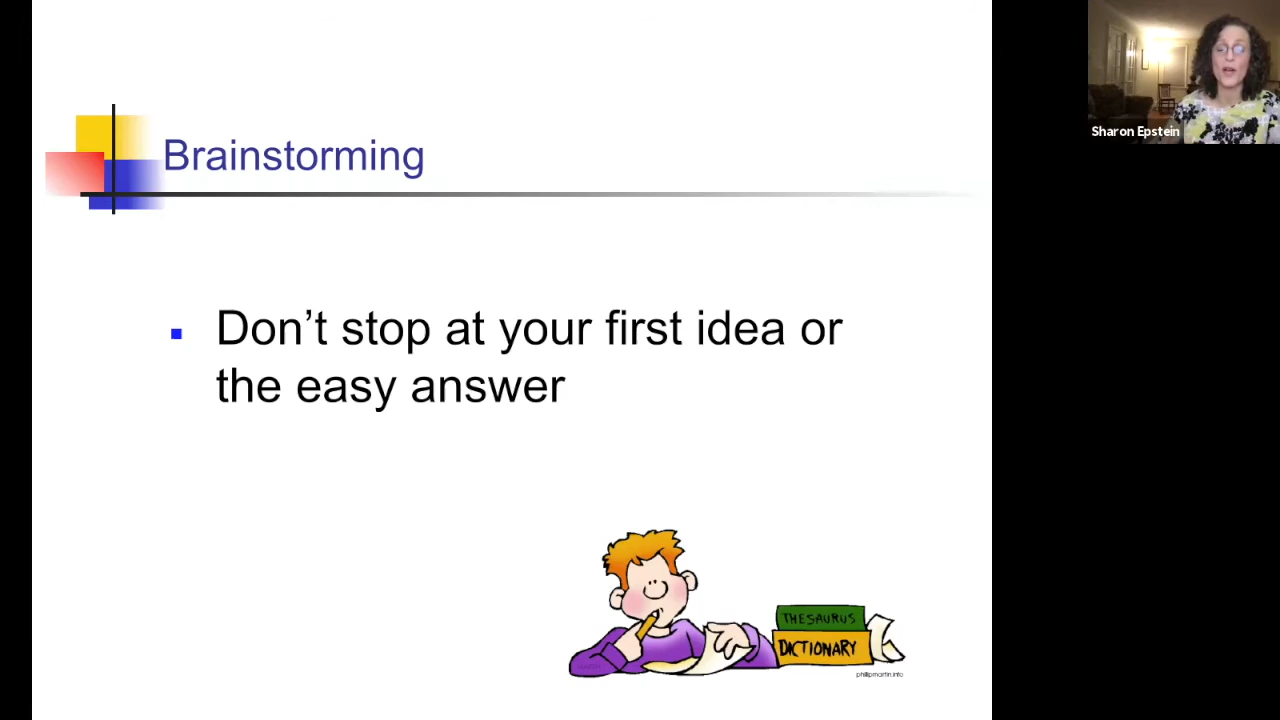 Sharon Epstein
Brainstorming
Don’t stop at your first idea or
the easy answer
THESAURUS
DICTIONARY
phillipmartin.info